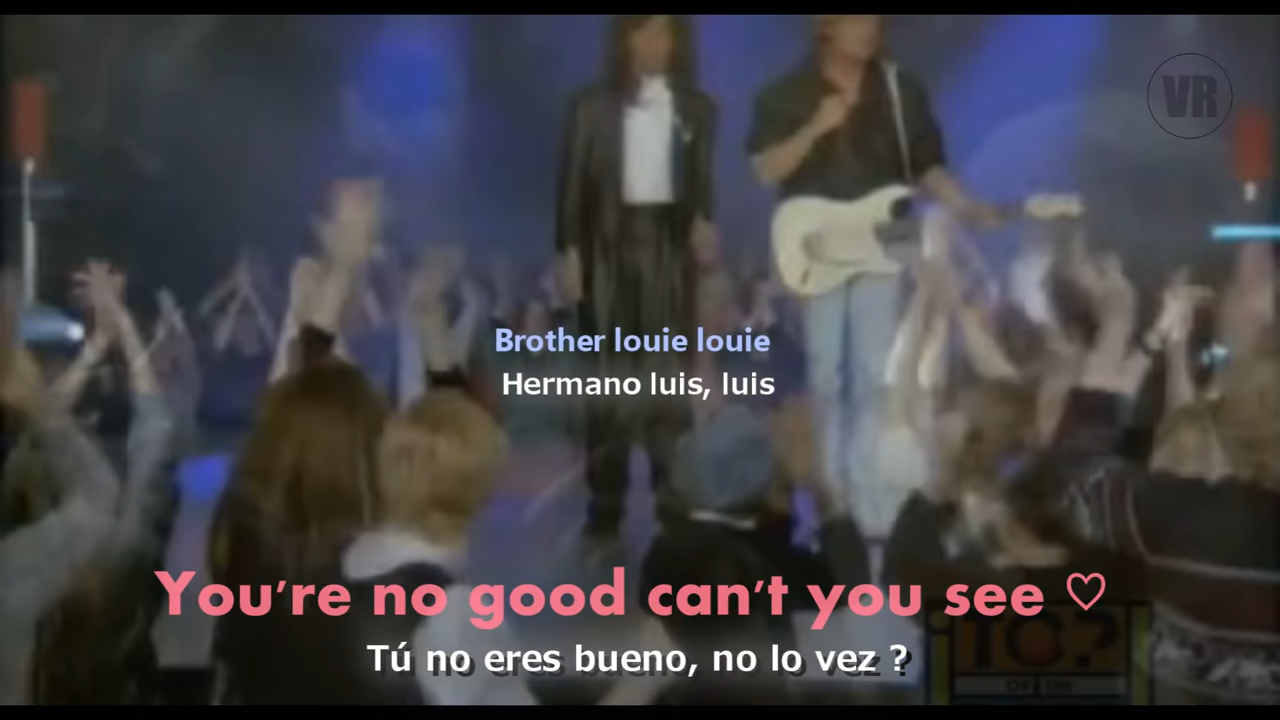 VR
Brother louie louie
Hermano luis, luis
You're no good can't you see ♡
Tú no eres bueno, no lo vez ?